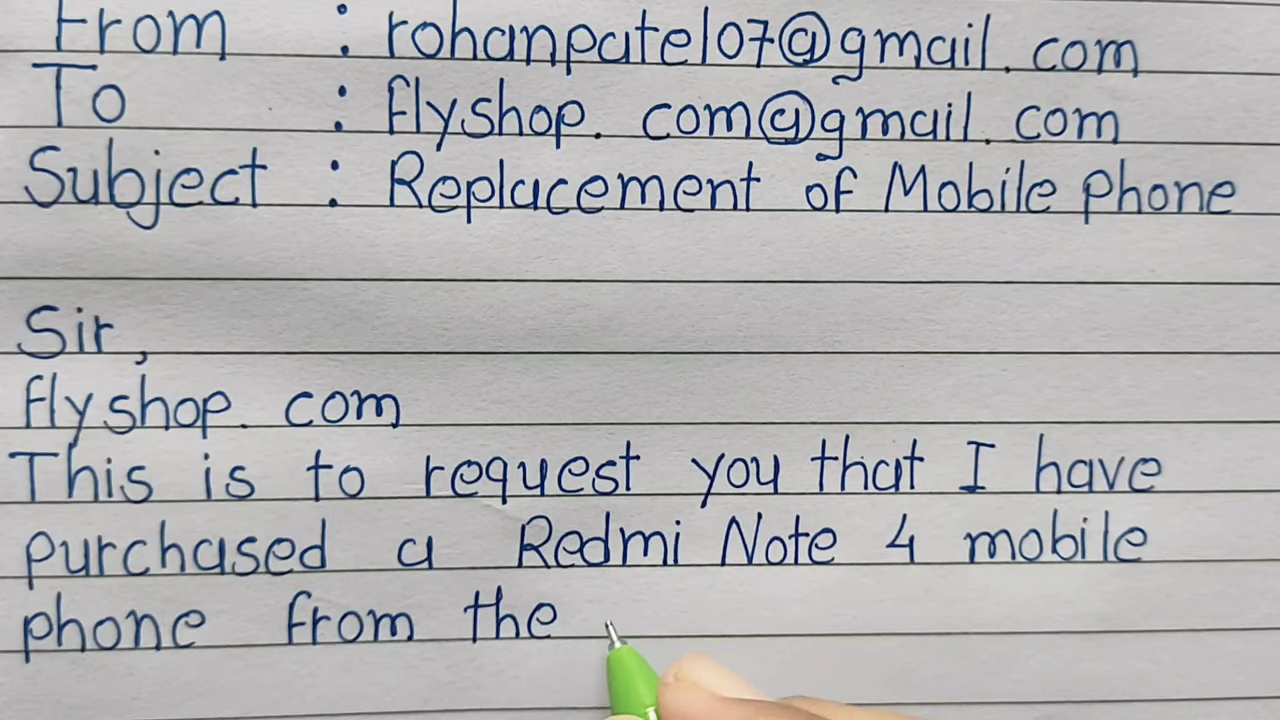 From : rohanpatel07@gmail.com
To : flyshop.com@gmail.com
Subject : Replacement of Mobile phone
Sir,
flyshop.com
This is to request you that I have
purchased a Redmi Note 4 mobile
phone from the